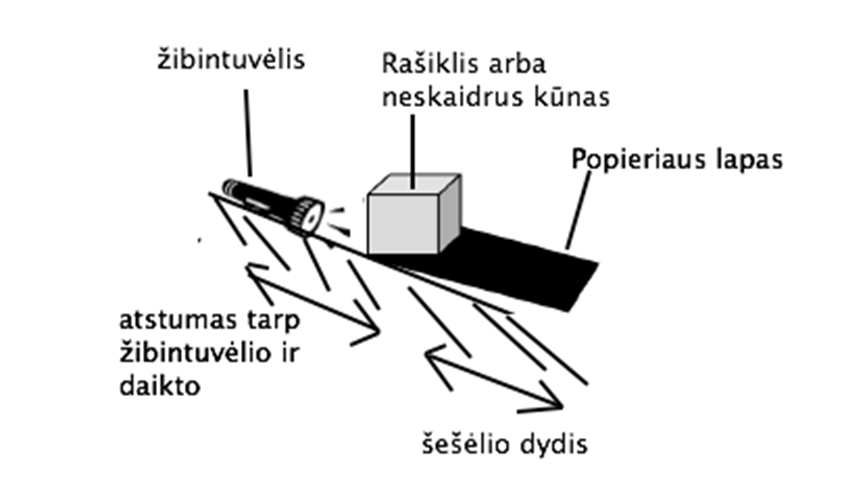 žibintuvėlis
Rašiklis arba
neskaidrus kūnas
Popieriaus lapas
atstumas tarp
žibintuvėlio ir
daikto
šešėlio dydis